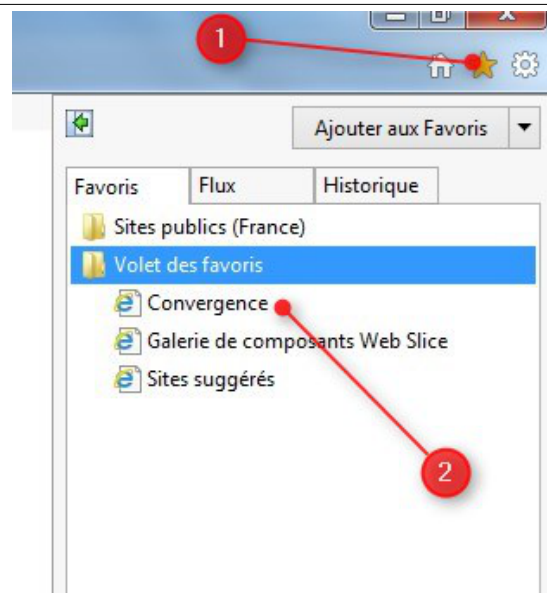 1
Ajouter aux Favoris
Favoris Flux Historique
Sites publics (France)
Volet des favoris
Convergence
Galerie de composants Web Slice
Sites suggérés
2